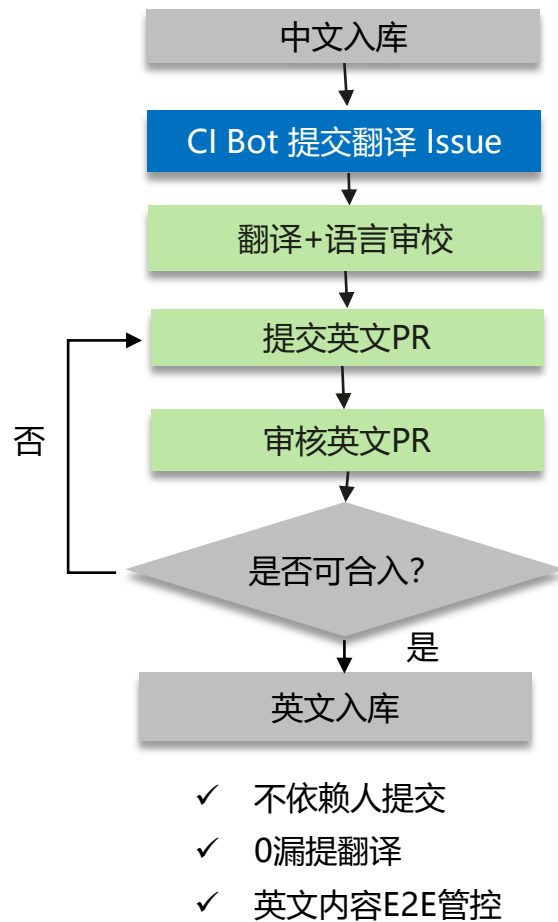 中文入库
CI Bot 提交翻译 Issue
翻译+语言审校
提交英文PR
否
审核英文PR
是否可合入?
是
英文入库
✓ 不依赖人提交
✓ 0漏提翻译
✓ 英文内容E2E管控